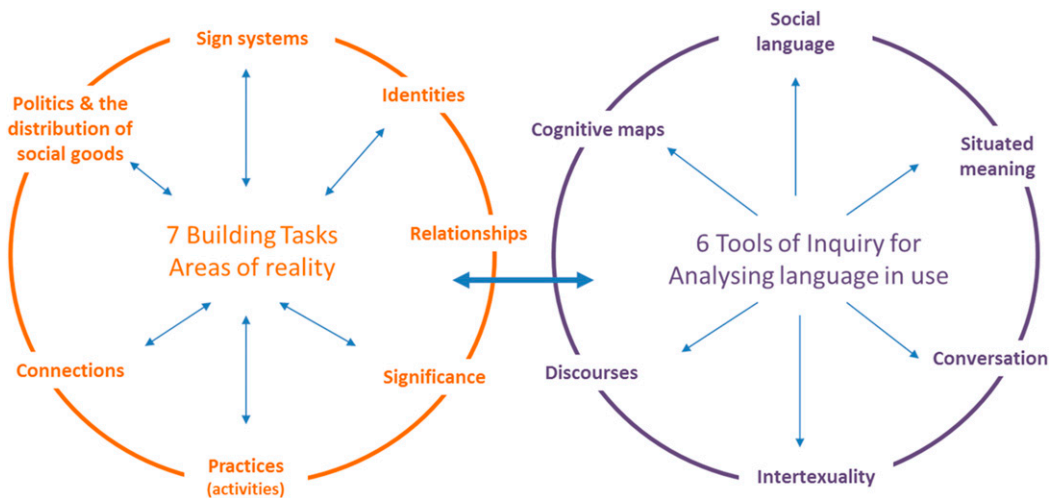 Sign systems
Identities
Politics & the
distribution of
social goods
7 Building Tasks
Areas of reality
Relationships
Connections
Significance
Practices
(activities)
Social
language
Cognitive maps
Situated
meaning
6 Tools of Inquiry for
Analysing language in use
Discourses
Conversation
Intertexuality